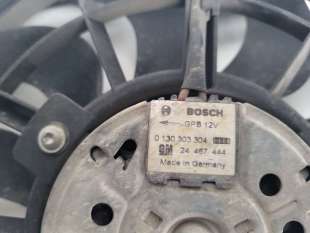 BOSCH
GPB 12V
0 130 303 304
GM 24 467 444
Made in Germany